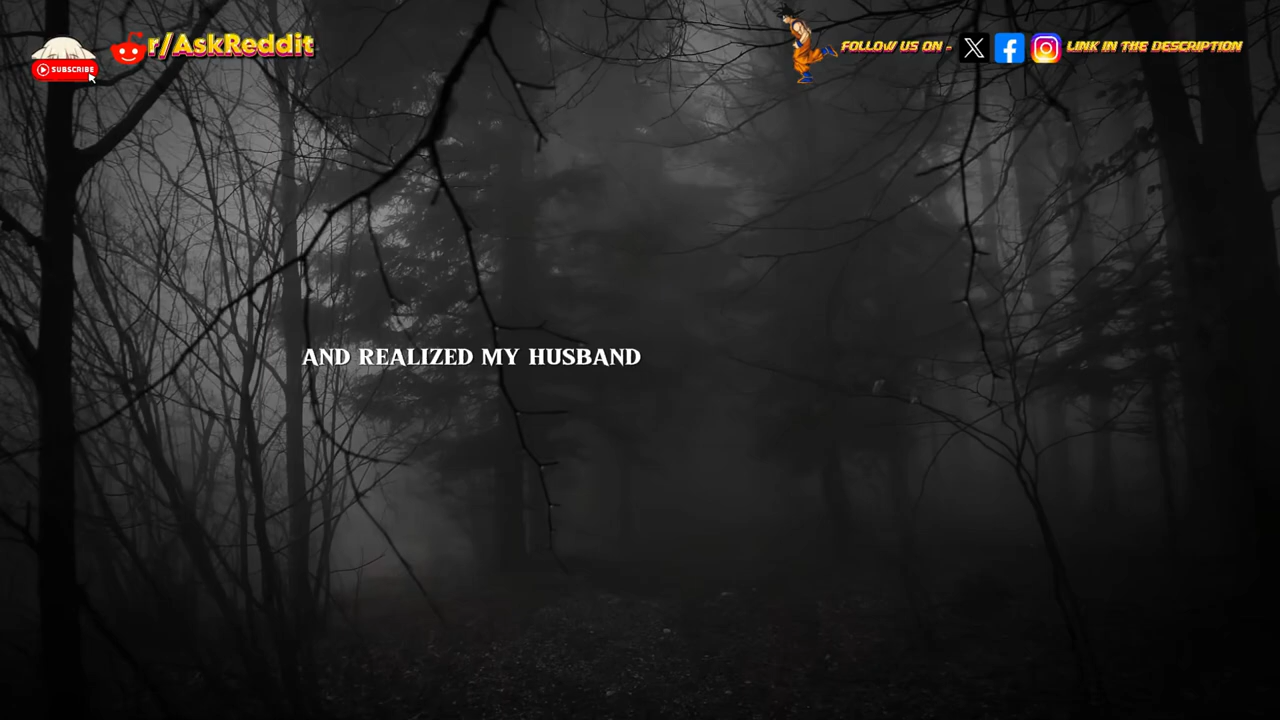 SUBSCRIBE
r/AskReddit
FOLLOW US ON -
LINK IN THE DESCRIPTION
AND REALIZED MY HUSBAND